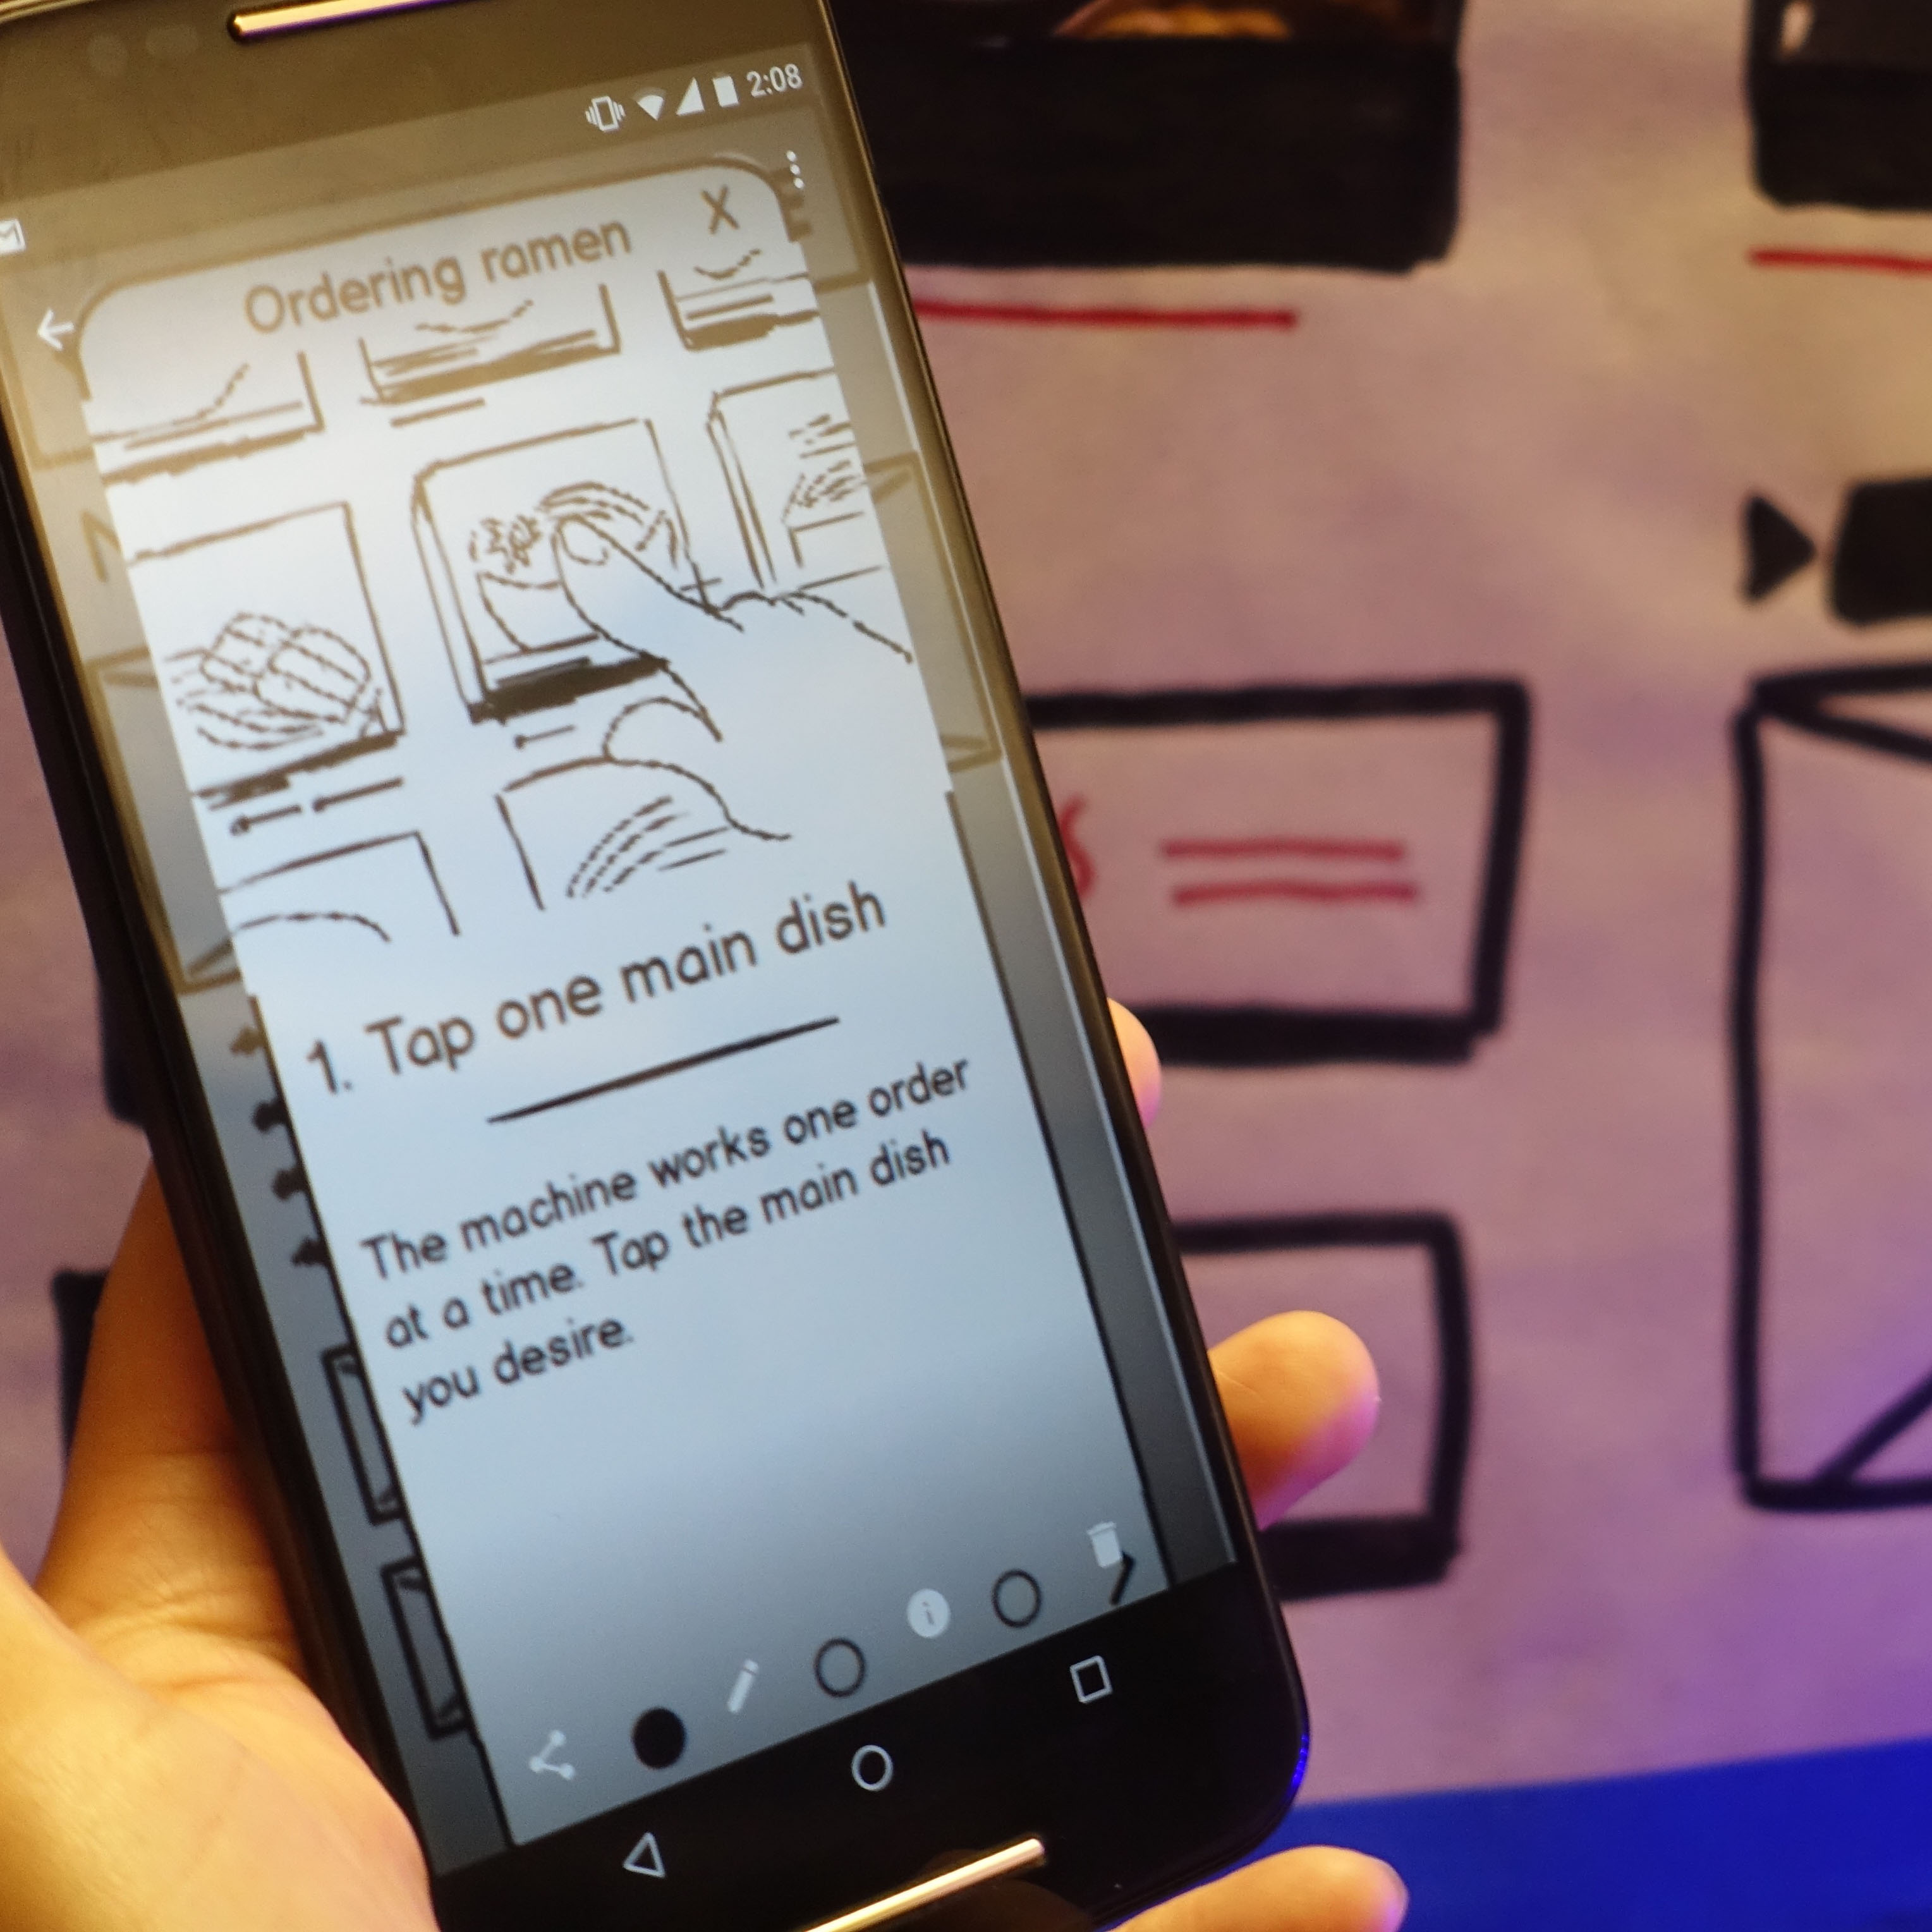 2:08
Ordering ramen
X
1. Tap one main dish
The machine works one order
at a time. Tap the main dish
you desire.